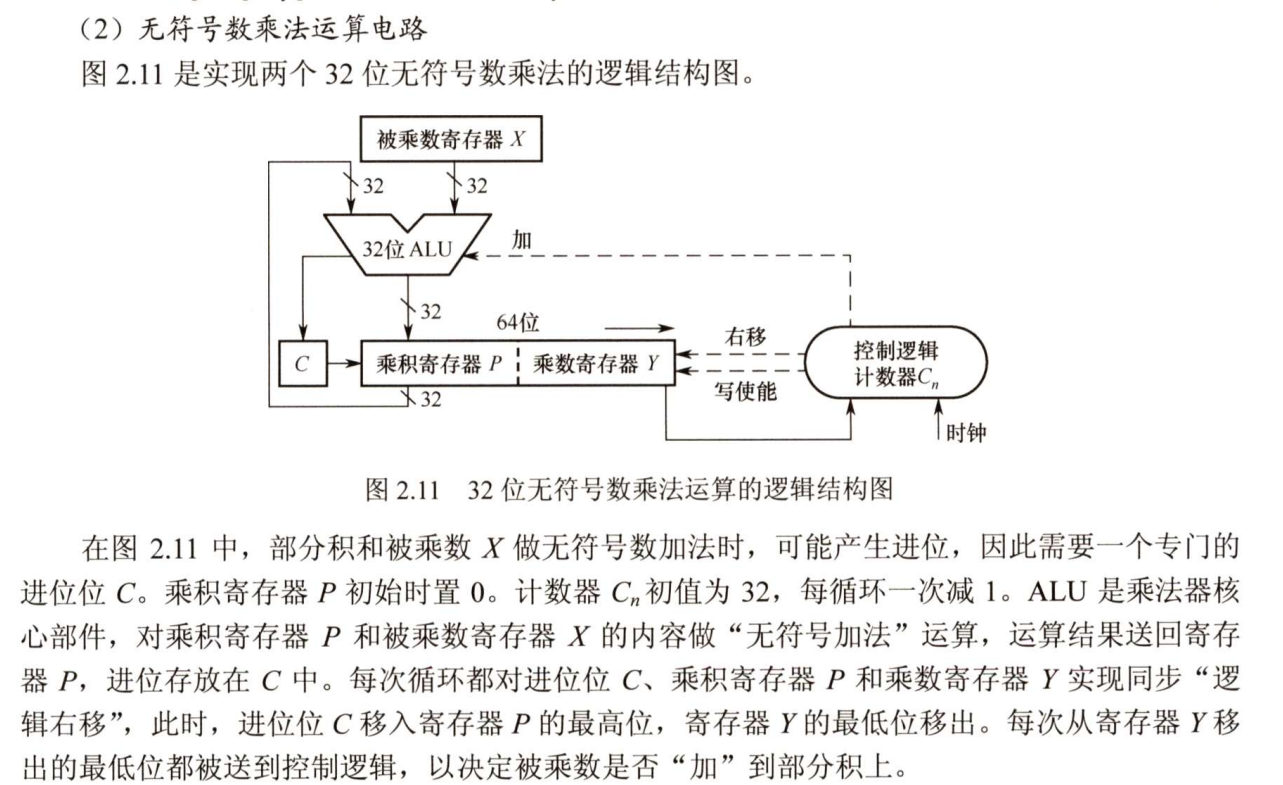 （2）无符号数乘法运算电路
图 2.11 是实现两个 32 位无符号数乘法的逻辑结构图。
被乘数寄存器 X
32
32
32位 ALU
加
32
64位
C
乘积寄存器 P
乘数寄存器 Y
右移
写使能
控制逻辑
计数器Cn
32
时钟
图 2.11　32 位无符号数乘法运算的逻辑结构图
在图 2.11 中，部分积和被乘数 X 做无符号数加法时，可能产生进位，因此需要一个专门的
进位位 C。乘积寄存器 P 初始时置 0。计数器 Cn初值为 32，每循环一次减 1。ALU 是乘法器核
心部件，对乘积寄存器 P 和被乘数寄存器 X 的内容做“无符号加法”运算，运算结果送回寄存
器 P，进位存放在 C 中。每次循环都对进位位 C、乘积寄存器 P 和乘数寄存器 Y 实现同步“逻
辑右移”，此时，进位位 C 移入寄存器 P 的最高位，寄存器 Y 的最低位移出。每次从寄存器 Y 移
出的最低位都被送到控制逻辑，以决定被乘数是否“加”到部分积上。